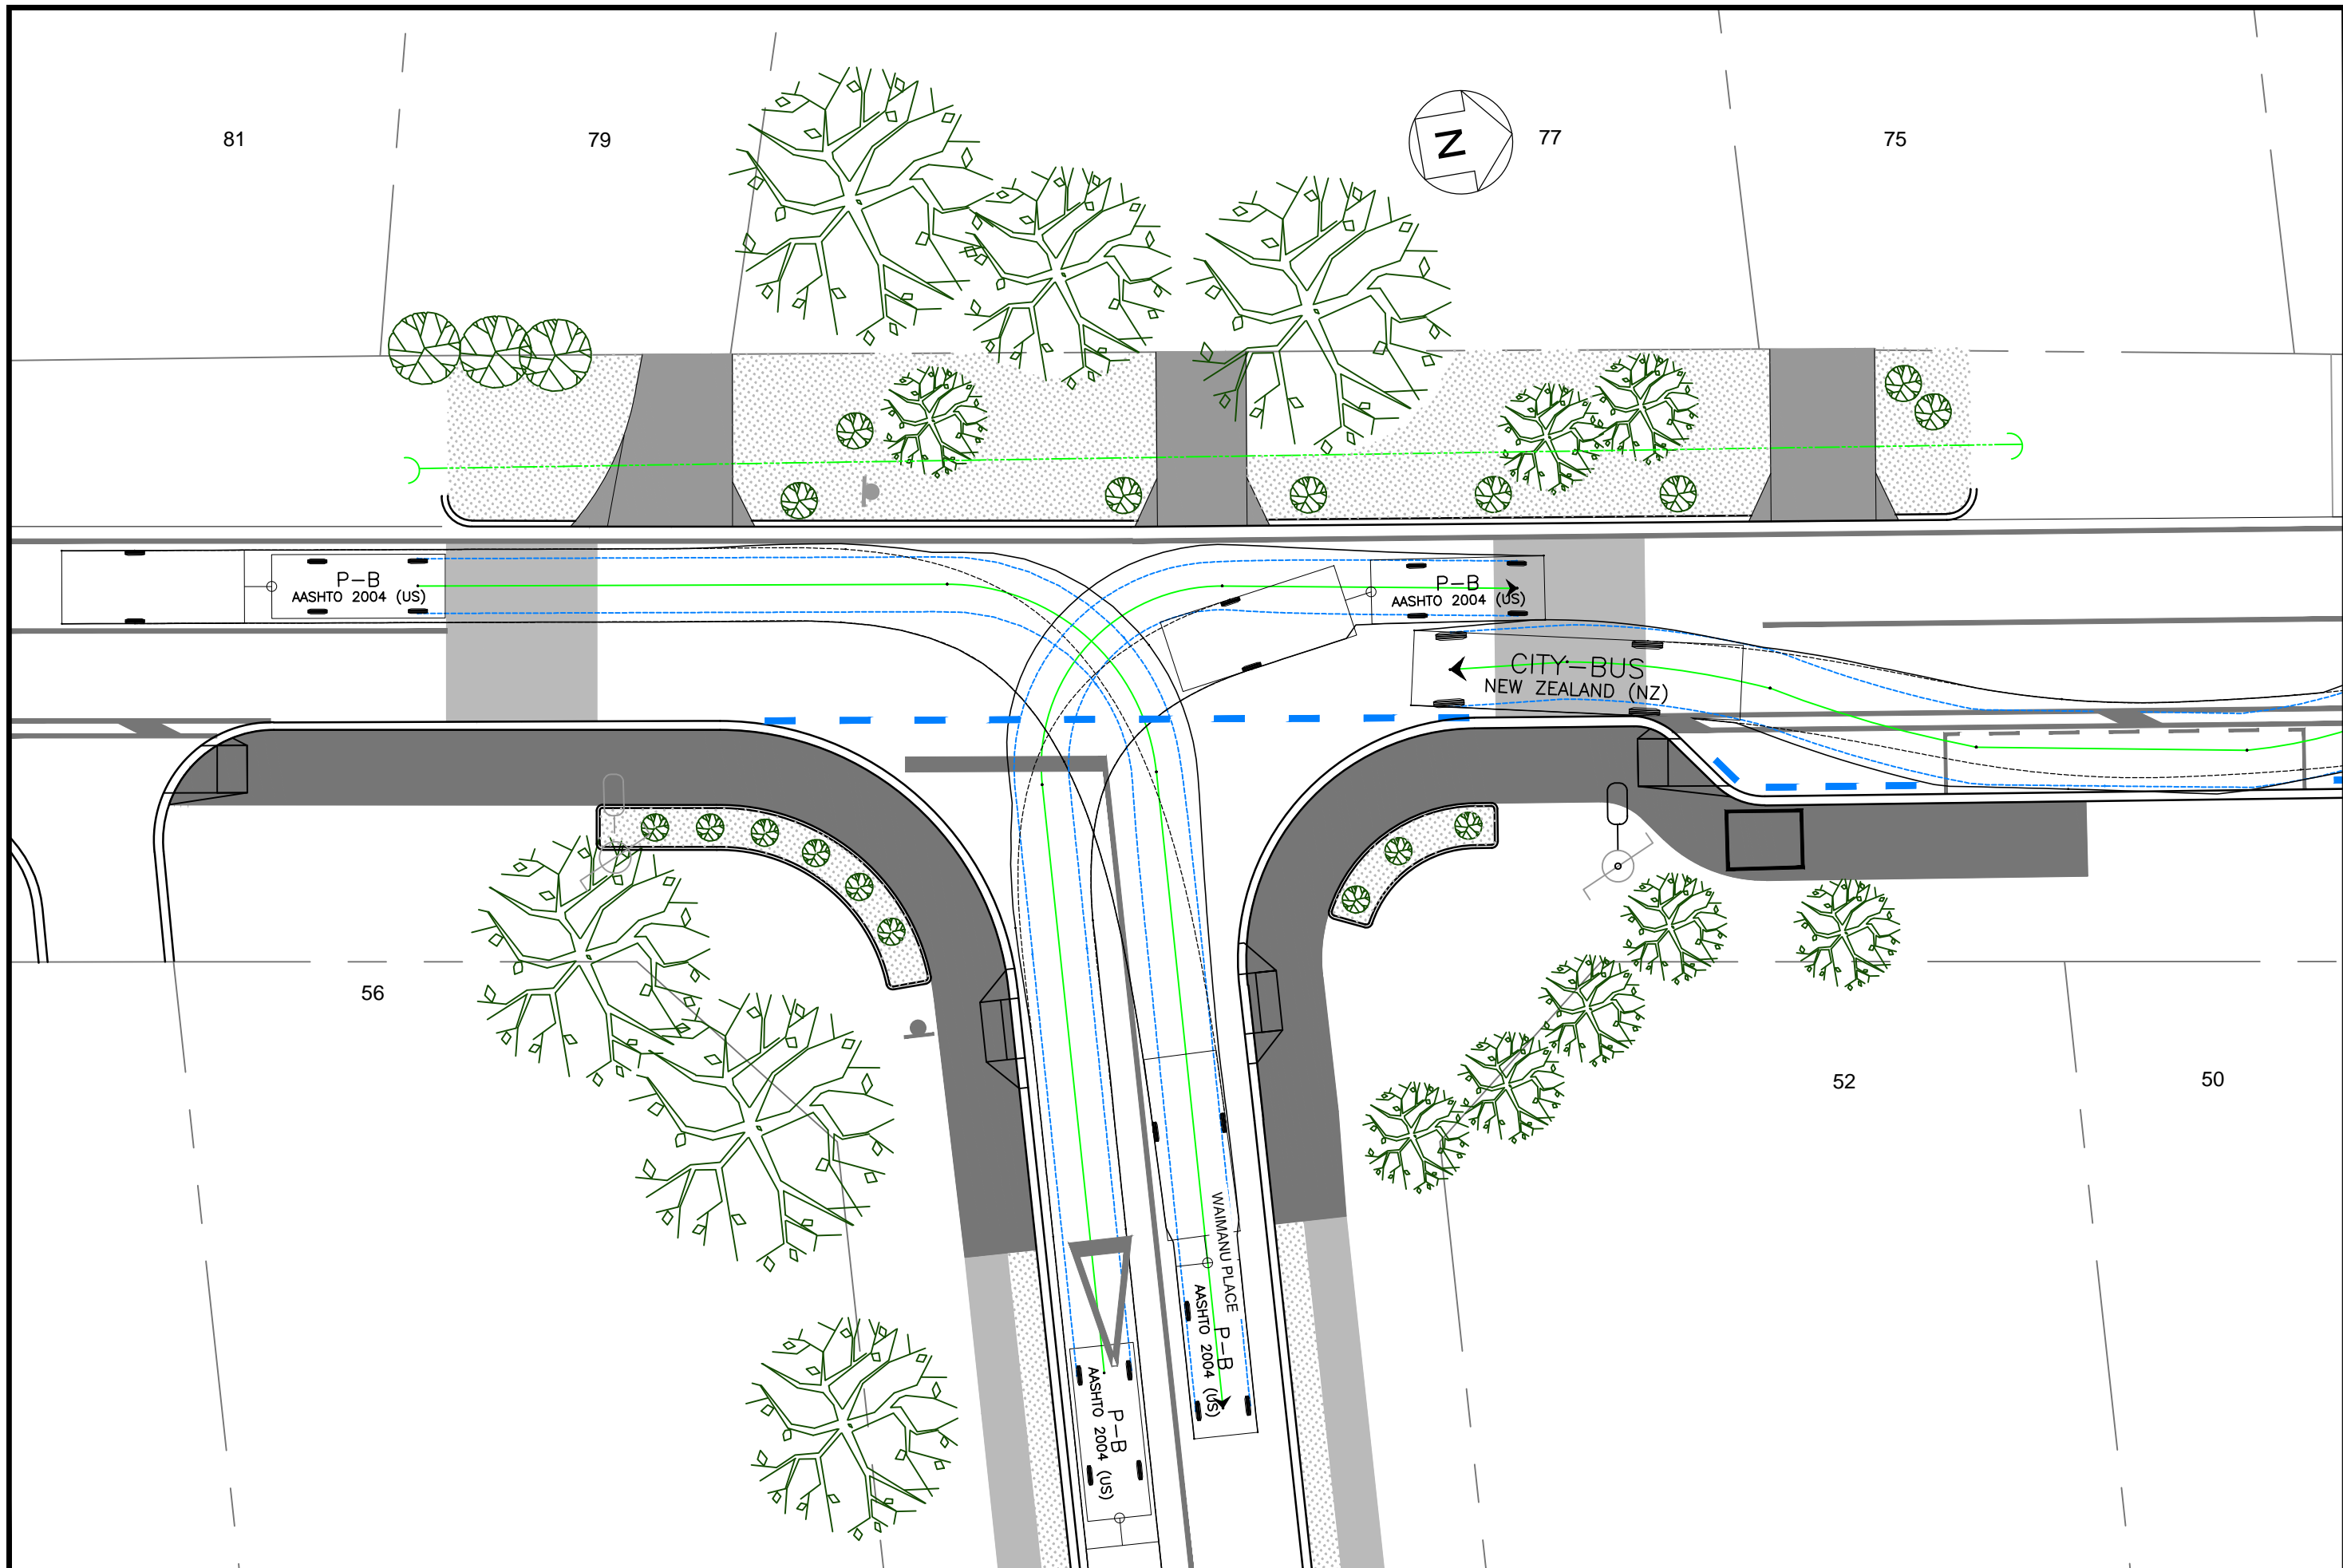 81
79
N
77
75
P-B
AASHTO 2004 (US)
P-B
AASHTO 2004 (US)
CITY-BUS
NEW ZEALAND (NZ)
56
52
50
WAIMANU PLACE
P-B
AASHTO 2004 (US)
P-B
AASHTO 2004 (US)